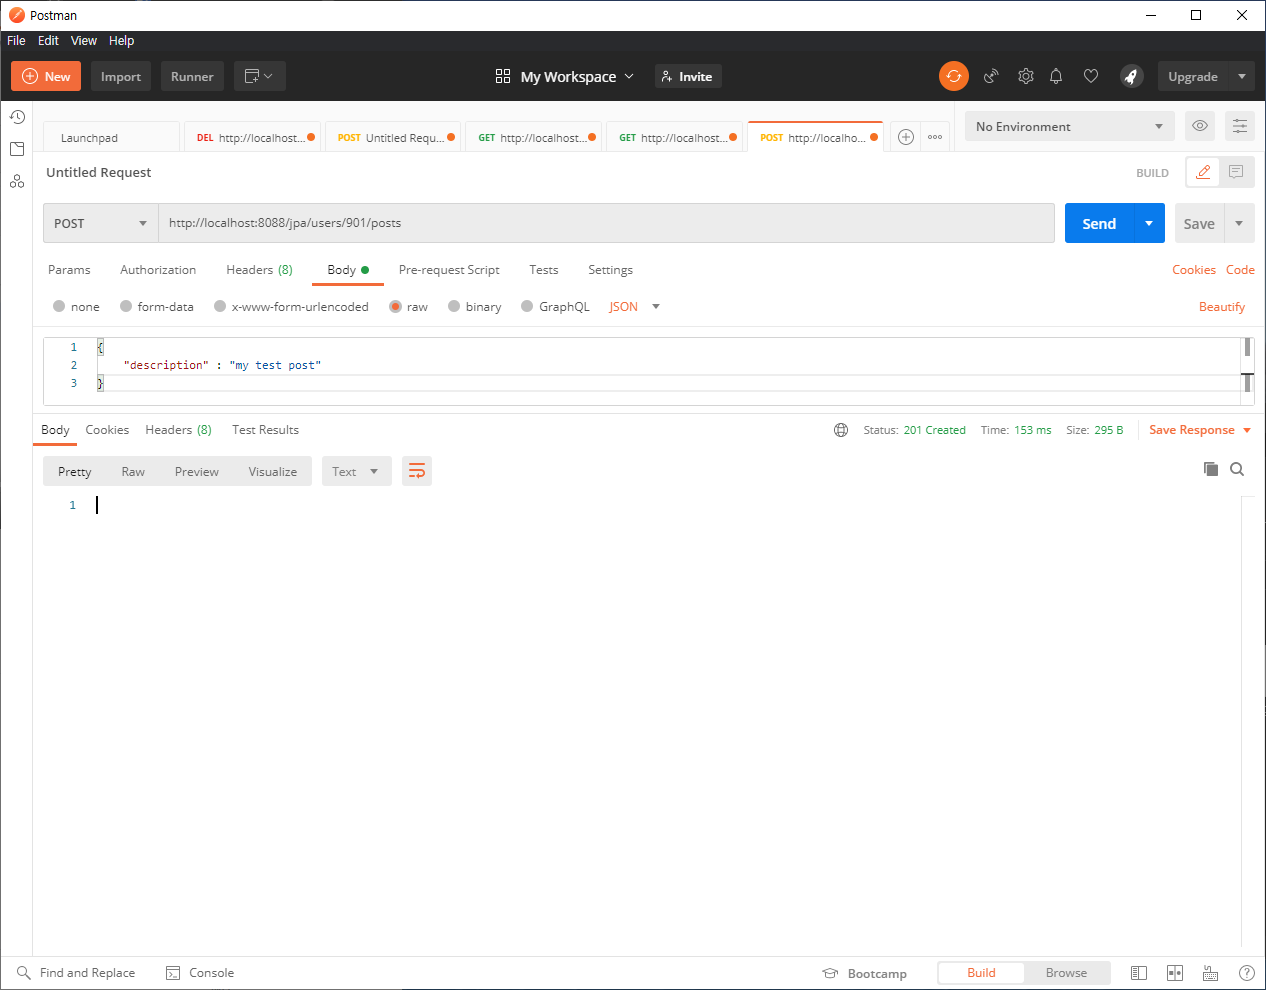 Postman
File Edit View Help
New Import Runner My Workspace Invite Upgrade
Launchpad DEL http://localhost... POST Untitled Requ... GET http://localhost... GET http://localhost... POST http://localho... No Environment
Untitled Request BUILD
POST http://localhost:8088/jpa/users/901/posts Send Save
Params Authorization Headers (8) Body Pre-request Script Tests Settings Cookies Code
none form-data x-www-form-urlencoded raw binary GraphQL JSON Beautify
1 {
2 "description" : "my test post"
3 }
Body Cookies Headers (8) Test Results Status: 201 Created Time: 153 ms Size: 295 B Save Response
Pretty Raw Preview Visualize Text
1
Find and Replace Console Bootcamp Build Browse